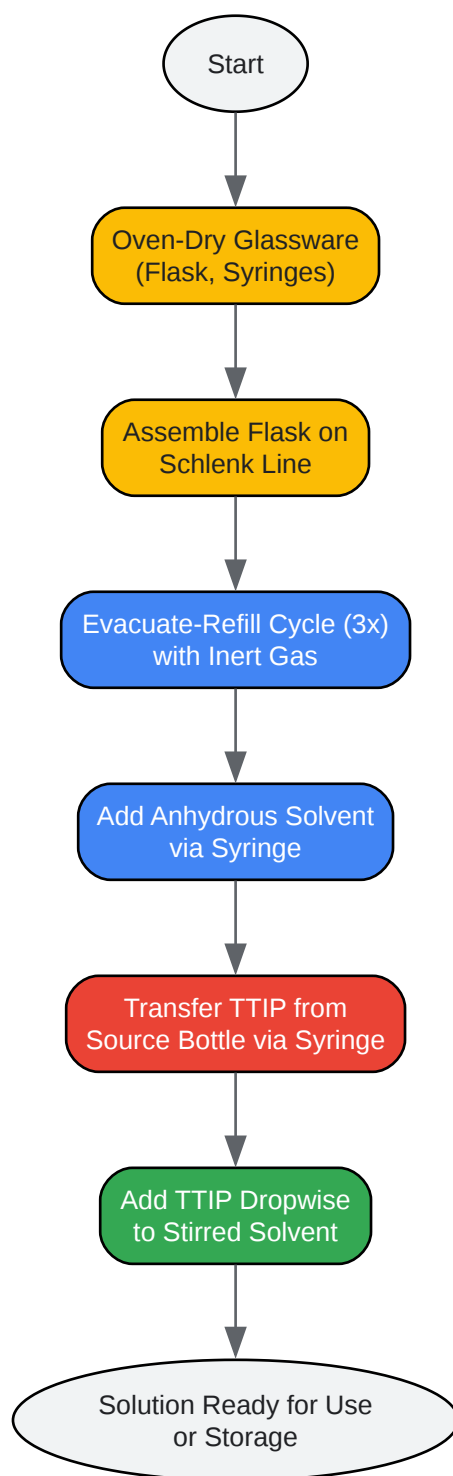 Start
Oven-Dry Glassware
(Flask, Syringes)
Assemble Flask on
Schlenk Line
Evacuate-Refill Cycle (3x)
with Inert Gas
Add Anhydrous Solvent
via Syringe
Transfer TTIP from
Source Bottle via Syringe
Add TTIP Dropwise
to Stirred Solvent
Solution Ready for Use
or Storage